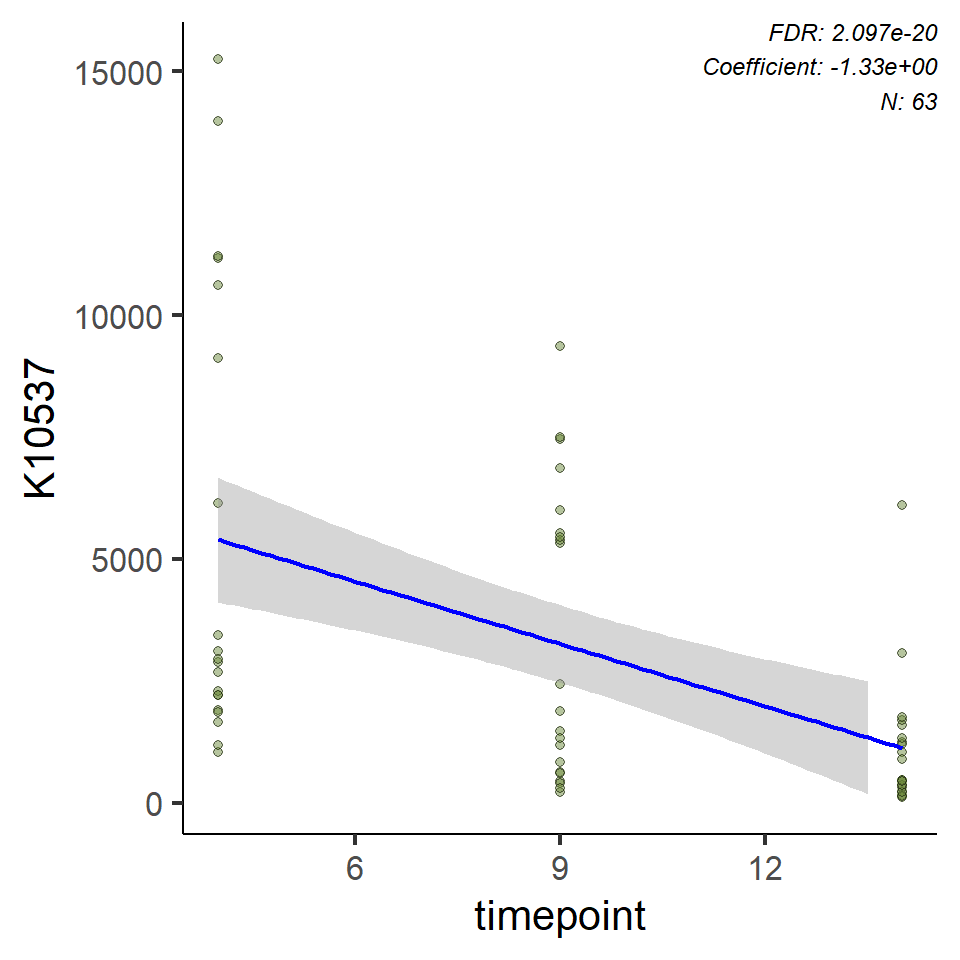 FDR: 2.097e-20
Coefficient: -1.33e+00
N: 63
15000
10000
5000
0
K10537
6 9 12
timepoint